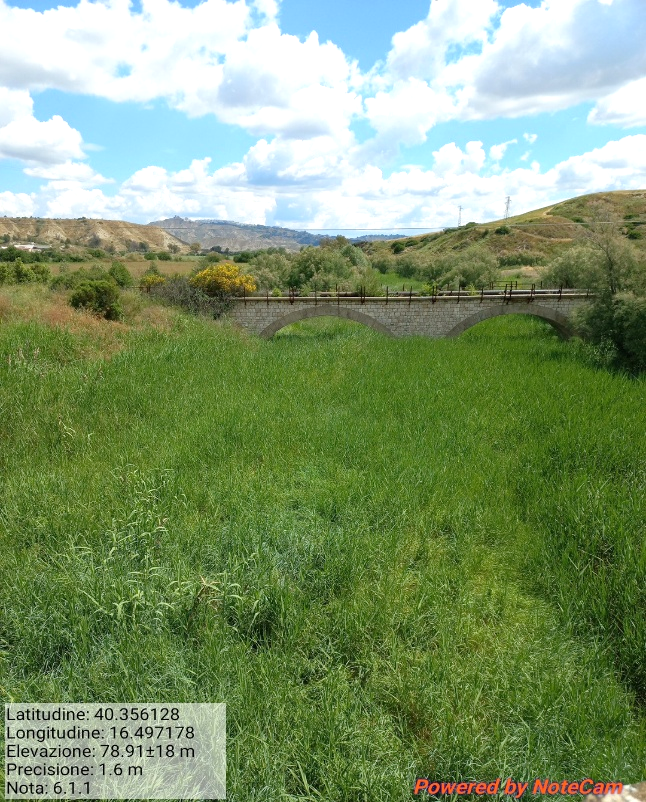 Latitudine: 40.356128
Longitudine: 16.497178
Elevazione: 78.91±18 m
Precisione: 1.6 m
Nota: 6.1.1
Powered by NoteCam